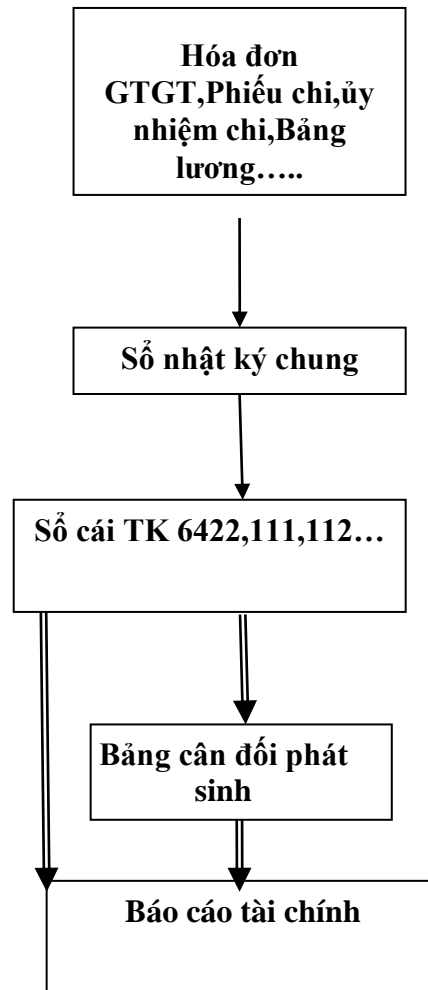 Hóa đơn
GTGT,Phiếu chi,ủy
nhiệm chi,Bảng
lương…..
Sổ nhật ký chung
Sổ cái TK 6422,111,112…
Bảng cân đối phát
sinh
Báo cáo tài chính